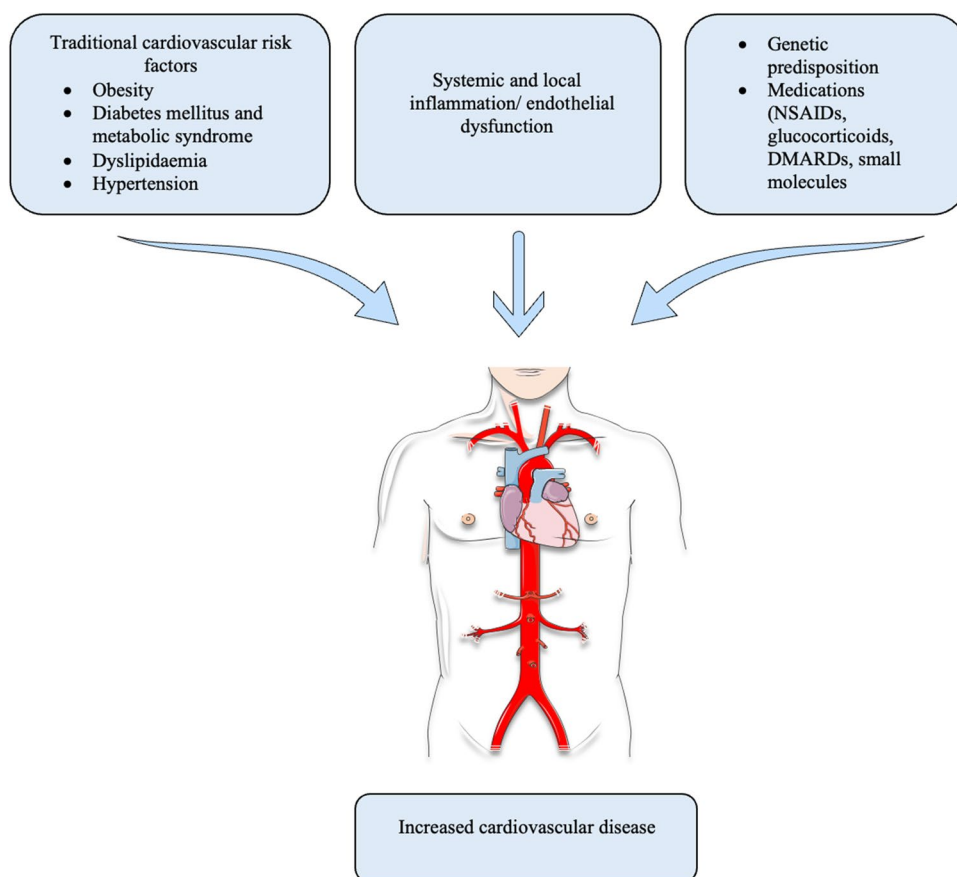 Traditional cardiovascular risk
factors
• Obesity
• Diabetes mellitus and
metabolic syndrome
• Dyslipidaemia
• Hypertension
Systemic and local
inflammation/ endothelial
dysfunction
• Genetic
predisposition
• Medications
(NSAIDs,
glucocorticoids,
DMARDs, small
molecules
Increased cardiovascular disease